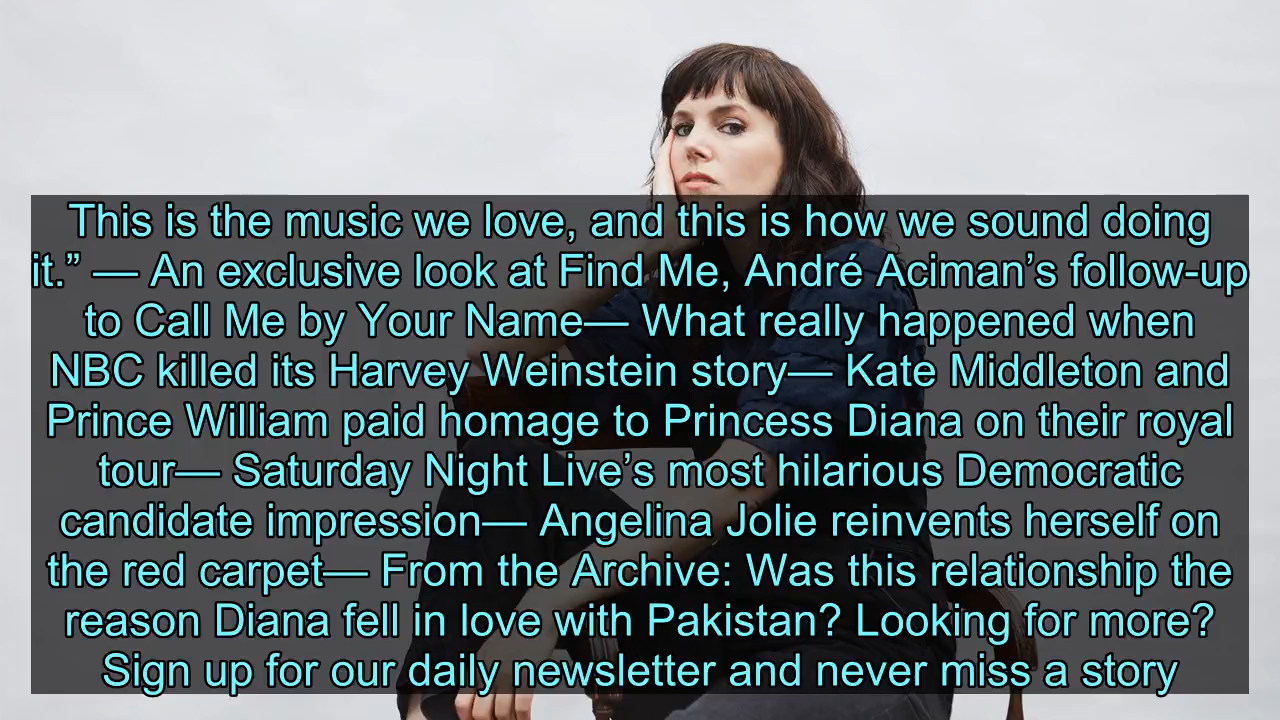 This is the music we love, and this is how we sound doing
it.” — An exclusive look at Find Me, André Aciman’s follow-up
to Call Me by Your Name— What really happened when
NBC killed its Harvey Weinstein story— Kate Middleton and
Prince William paid homage to Princess Diana on their royal
tour— Saturday Night Live’s most hilarious Democratic
candidate impression— Angelina Jolie reinvents herself on
the red carpet— From the Archive: Was this relationship the
reason Diana fell in love with Pakistan? Looking for more?
Sign up for our daily newsletter and never miss a story